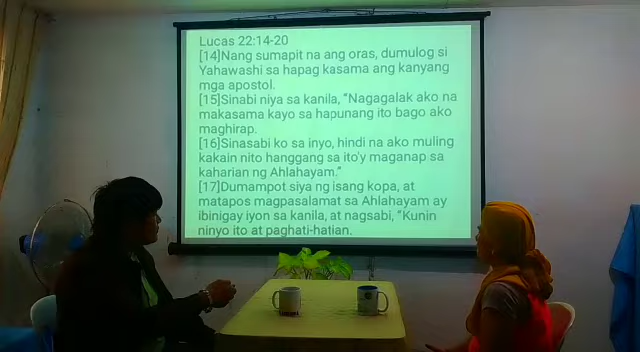 Lucas 22:14-20
[14]Nang sumapit na ang oras, dumulog si
Yahawashi sa hapag kasama ang kanyang
mga apostol.
[15]Sinabi niya sa kanila, “Nagagalak ako na
makasama kayo sa hapunang ito bago ako
maghirap.
[16]Sinasabi ko sa inyo, hindi na ako muling
kakain nito hanggang sa ito'y maganap sa
kaharian ng Ahlahayam.”
[17]Dumampot siya ng isang kopa, at
matapos magpasalamat sa Ahlahayam ay
ibinigay iyon sa kanila, at nagsabi, “Kunin
ninyo ito at paghati-hatian.